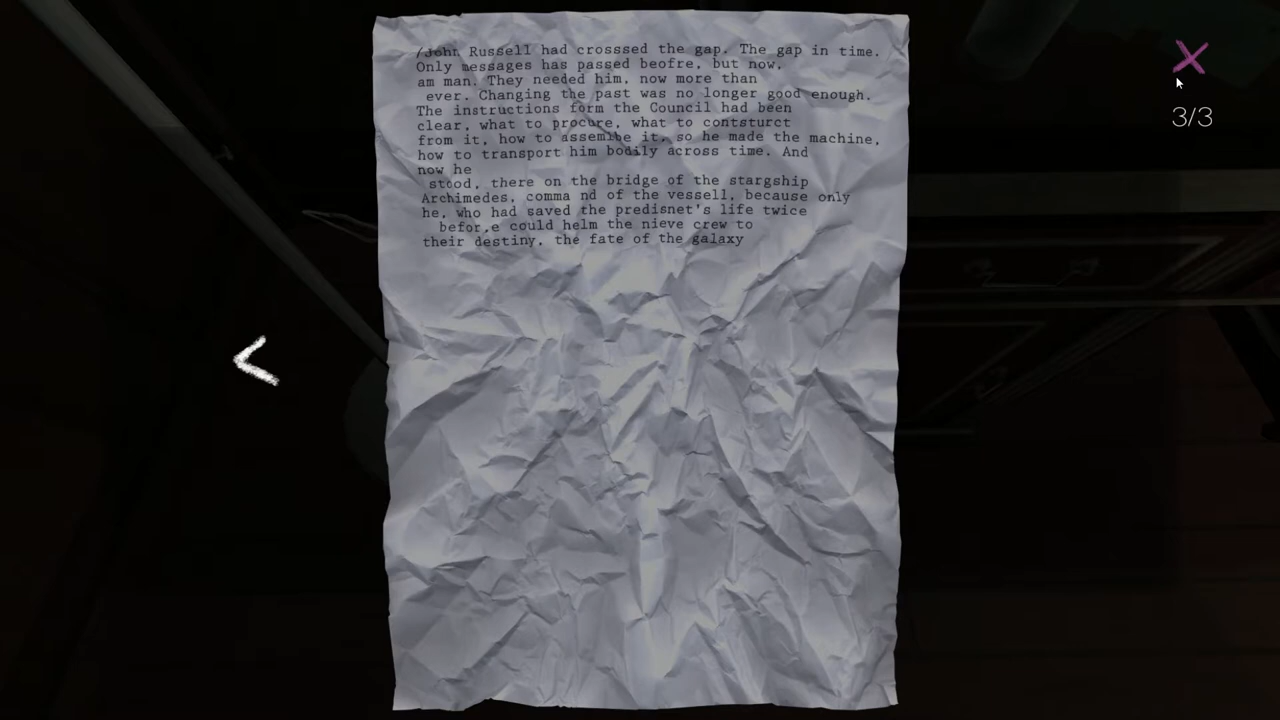 /John Russell had crosssed the gap. The gap in time.
Only messages has passed beofre, but now,
am man. They needed him, now more than
ever. Changing the past was no longer good enough.
The instructions form the Council had been
clear, what to procure, what to contsturct
from it, how to assemlbe it, so he made the machine,
how to transport him bodily across time. And
now he
stood, there on the bridge of the stargship
Archimedes, comma nd of the vessell, because only
he, who had saved the predisnet's life twice
befor,e could helm the nieve crew to
their destiny, the fate of the galaxy
3/3